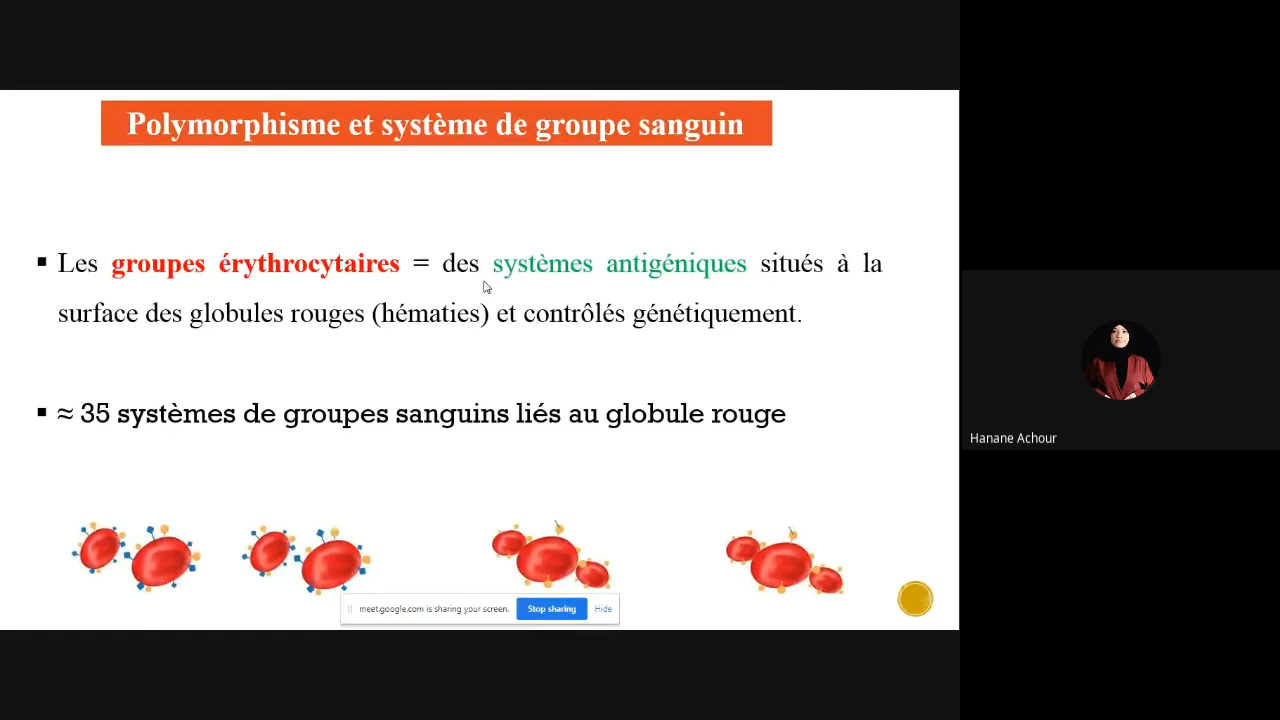 Polymorphisme et système de groupe sanguin
▪ Les groupes érythrocytaires = des systèmes antigéniques situés à la
surface des globules rouges (hématies) et contrôlés génétiquement.
▪ ≈ 35 systèmes de groupes sanguins liés au globule rouge
meet.google.com is sharing your screen. Stop sharing Hide
Hanane Achour